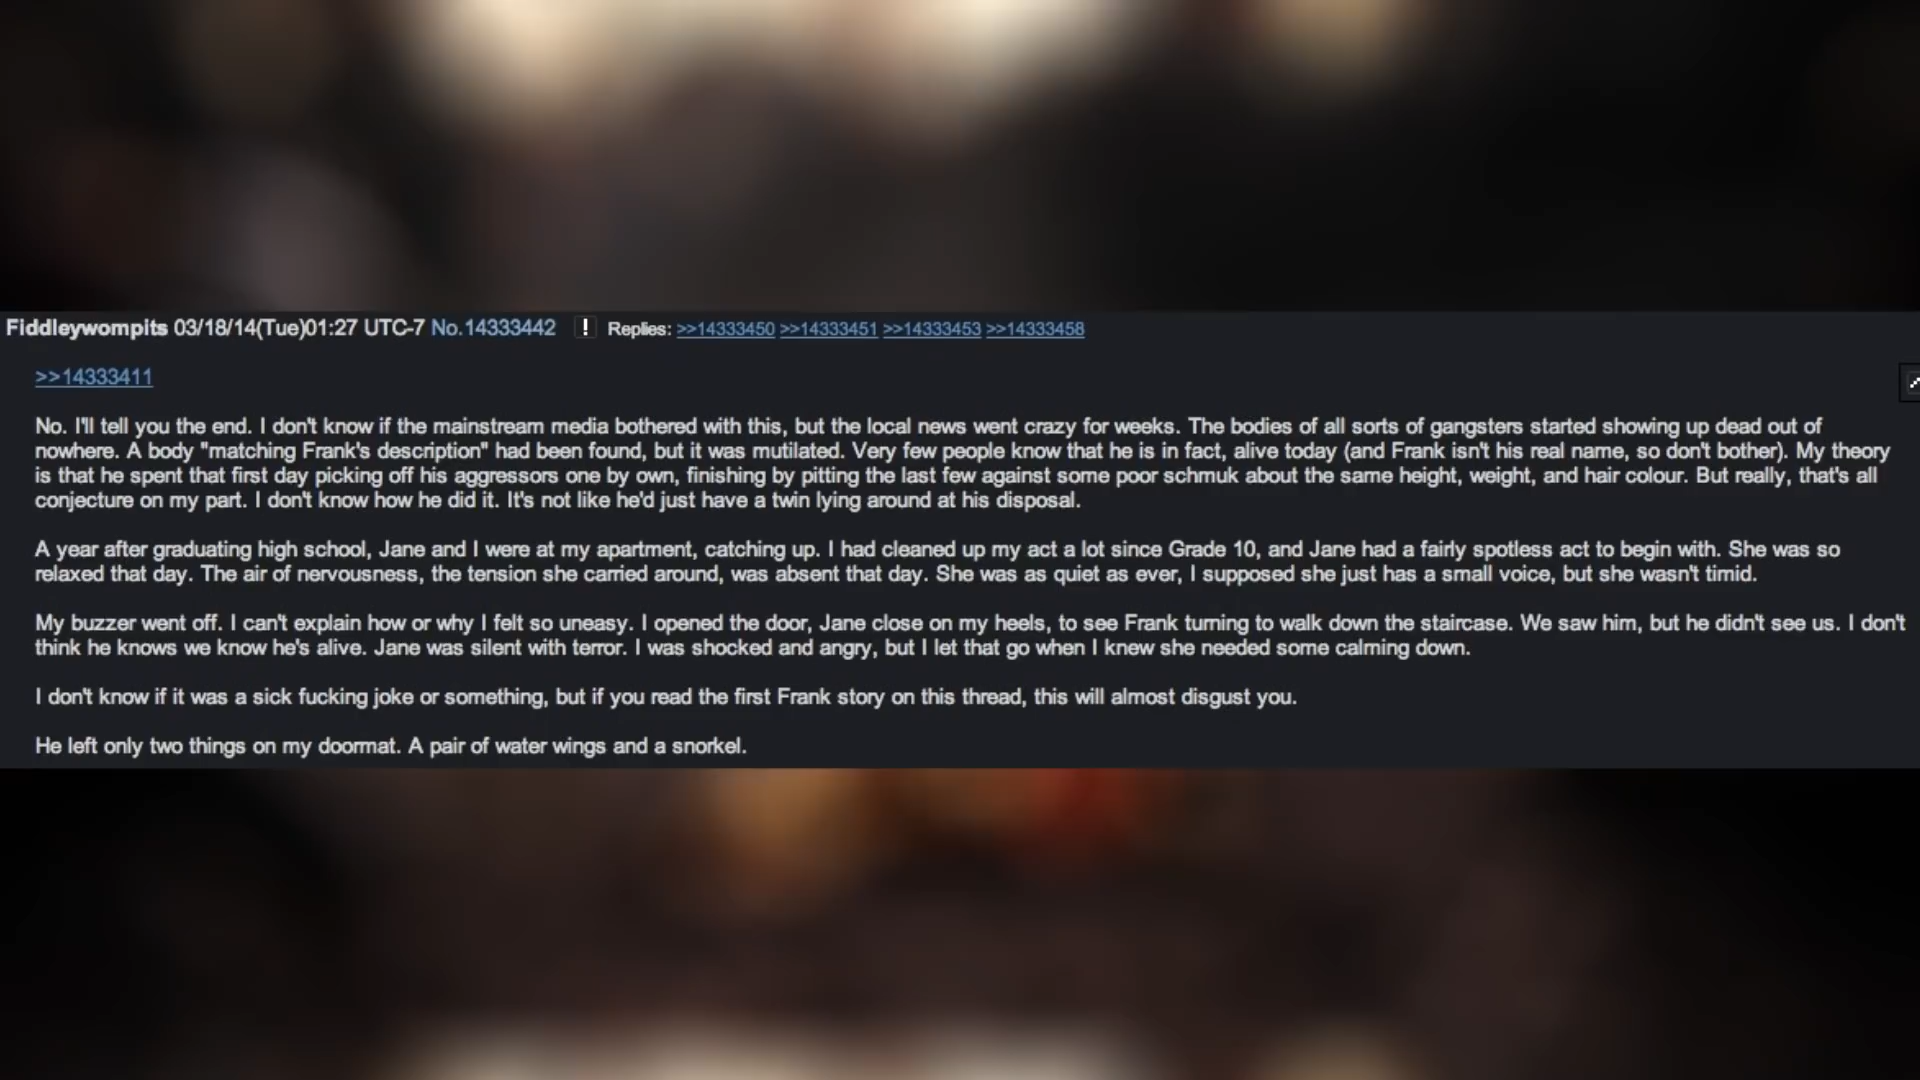 Fiddleywompits 03/18/14(Tue)01:27 UTC-7 No.14333442 ! Replies: >>14333450 >>14333451 >>14333453 >>14333458
>>14333411
No. I'll tell you the end. I don't know if the mainstream media bothered with this, but the local news went crazy for weeks. The bodies of all sorts of gangsters started showing up dead out of
nowhere. A body "matching Frank's description" had been found, but it was mutilated. Very few people know that he is in fact, alive today (and Frank isn't his real name, so don't bother). My theory
is that he spent that first day picking off his aggressors one by own, finishing by pitting the last few against some poor schmuk about the same height, weight, and hair colour. But really, that's all
conjecture on my part. I don't know how he did it. It's not like he'd just have a twin lying around at his disposal.
A year after graduating high school, Jane and I were at my apartment, catching up. I had cleaned up my act a lot since Grade 10, and Jane had a fairly spotless act to begin with. She was so
relaxed that day. The air of nervousness, the tension she carried around, was absent that day. She was as quiet as ever, I supposed she just has a small voice, but she wasn't timid.
My buzzer went off. I can't explain how or why I felt so uneasy. I opened the door, Jane close on my heels, to see Frank turning to walk down the staircase. We saw him, but he didn't see us. I don't
think he knows we know he's alive. Jane was silent with terror. I was shocked and angry, but I let that go when I knew she needed some calming down.
I don't know if it was a sick fucking joke or something, but if you read the first Frank story on this thread, this will almost disgust you.
He left only two things on my doormat. A pair of water wings and a snorkel.